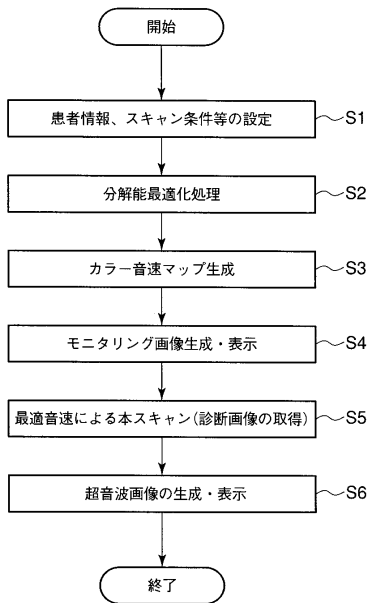 開始
患者情報、スキャン条件等の設定 S1
分解能最適化処理 S2
カラー音速マップ生成 S3
モニタリング画像生成・表示 S4
最適音速による本スキャン(診断画像の取得) S5
超音波画像の生成・表示 S6
終了